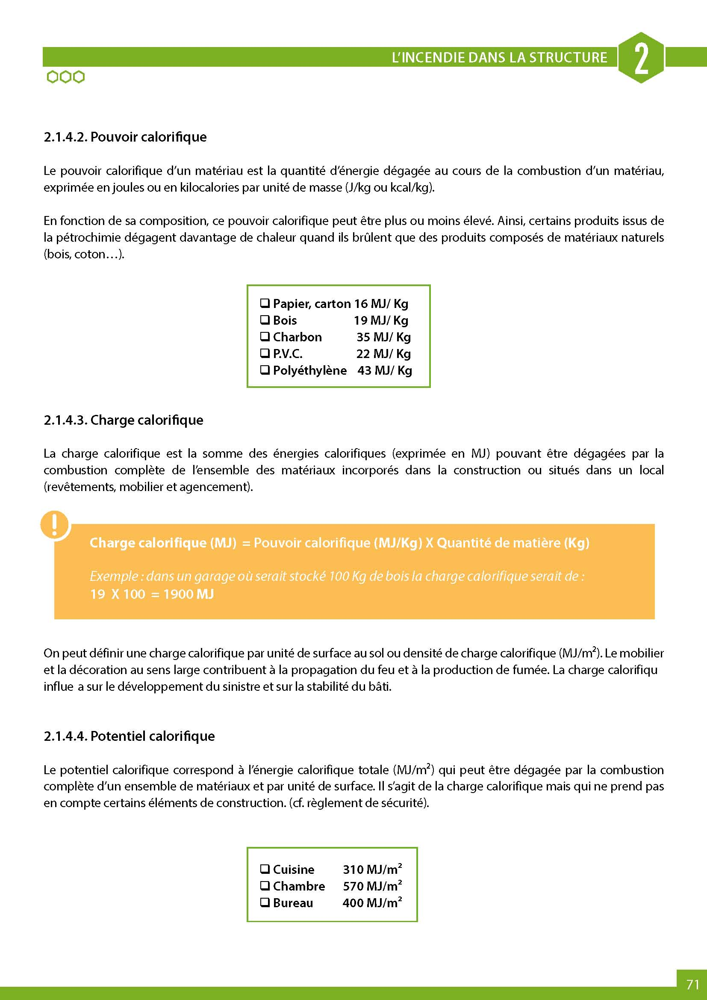 L'INCENDIE DANS LA STRUCTURE
2
2.1.4.2. Pouvoir calorifique
Le pouvoir calorifique d’un matériau est la quantité d’énergie dégagée au cours de la combustion d’un matériau,
exprimée en joules ou en kilocalories par unité de masse (J/kg ou kcal/kg).
En fonction de sa composition, ce pouvoir calorifique peut être plus ou moins élevé. Ainsi, certains produits issus de
la pétrochimie dégagent davantage de chaleur quand ils brûlent que des produits composés de matériaux naturels
(bois, coton…).
❑ Papier, carton 16 MJ/ Kg
❑ Bois 19 MJ/ Kg
❑ Charbon 35 MJ/ Kg
❑ P.V.C. 22 MJ/ Kg
❑ Polyéthylène 43 MJ/ Kg
2.1.4.3. Charge calorifique
La charge calorifique est la somme des énergies calorifiques (exprimée en MJ) pouvant être dégagées par la
combustion complète de l’ensemble des matériaux incorporés dans la construction ou situés dans un local
(revêtements, mobilier et agencement).
!
Charge calorifique (MJ) = Pouvoir calorifique (MJ/Kg) X Quantité de matière (Kg)
Exemple : dans un garage où serait stocké 100 Kg de bois la charge calorifique serait de :
19 X 100 = 1900 MJ
On peut définir une charge calorifique par unité de surface au sol ou densité de charge calorifique (MJ/m²). Le mobilier
et la décoration au sens large contribuent à la propagation du feu et à la production de fumée. La charge calorifiqu
influe a sur le développement du sinistre et sur la stabilité du bâti.
2.1.4.4. Potentiel calorifique
Le potentiel calorifique correspond à l’énergie calorifique totale (MJ/m²) qui peut être dégagée par la combustion
complète d’un ensemble de matériaux et par unité de surface. Il s’agit de la charge calorifique mais qui ne prend pas
en compte certains éléments de construction. (cf. règlement de sécurité).
❑ Cuisine 310 MJ/m²
❑ Chambre 570 MJ/m²
❑ Bureau 400 MJ/m²
71